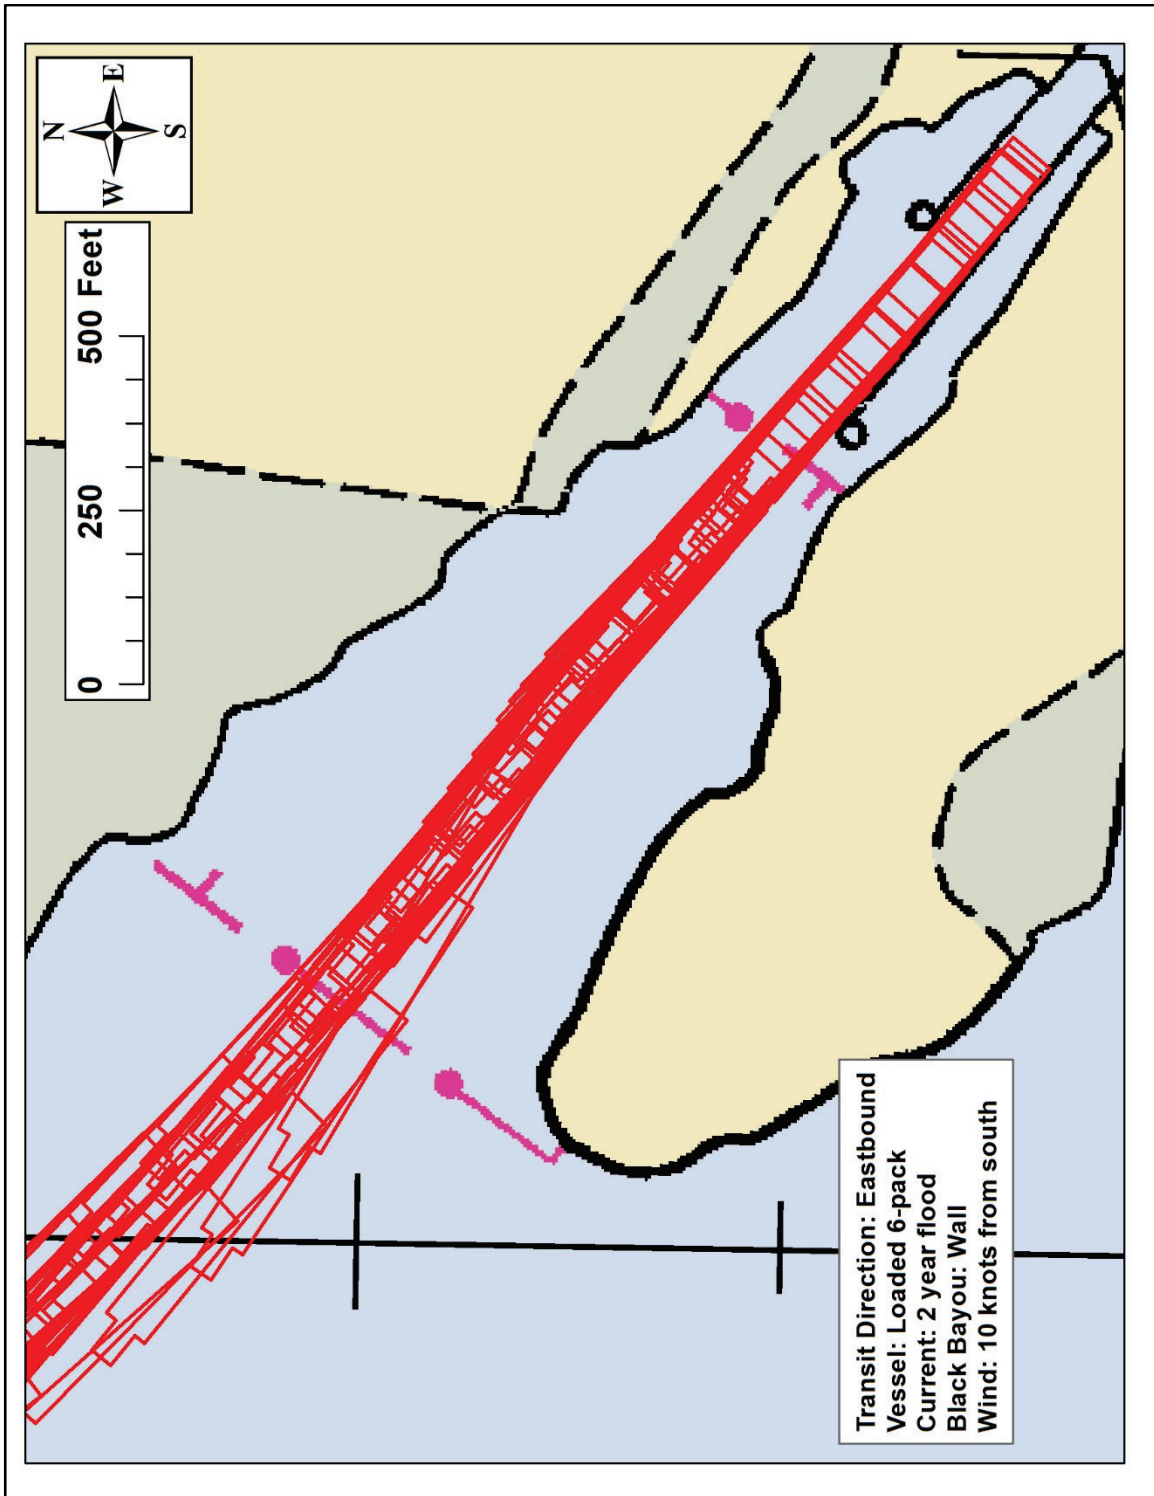 N
W E
S
0 250 500 Feet
Transit Direction: Eastbound
Vessel: Loaded 6-pack
Current: 2 year flood
Black Bayou: Wall
Wind: 10 knots from south